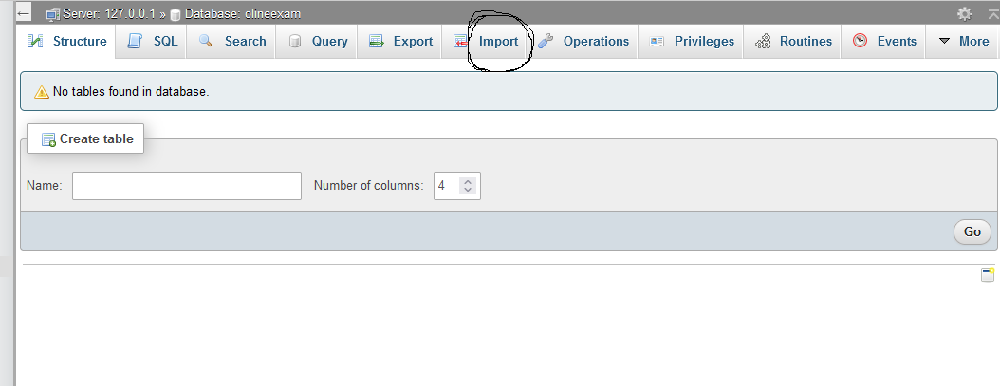 Server: 127.0.0.1 » Database: olineexam
Structure SQL Search Query Export Import Operations Privileges Routines Events More
No tables found in database.
Create table
Name: Number of columns: 4
Go